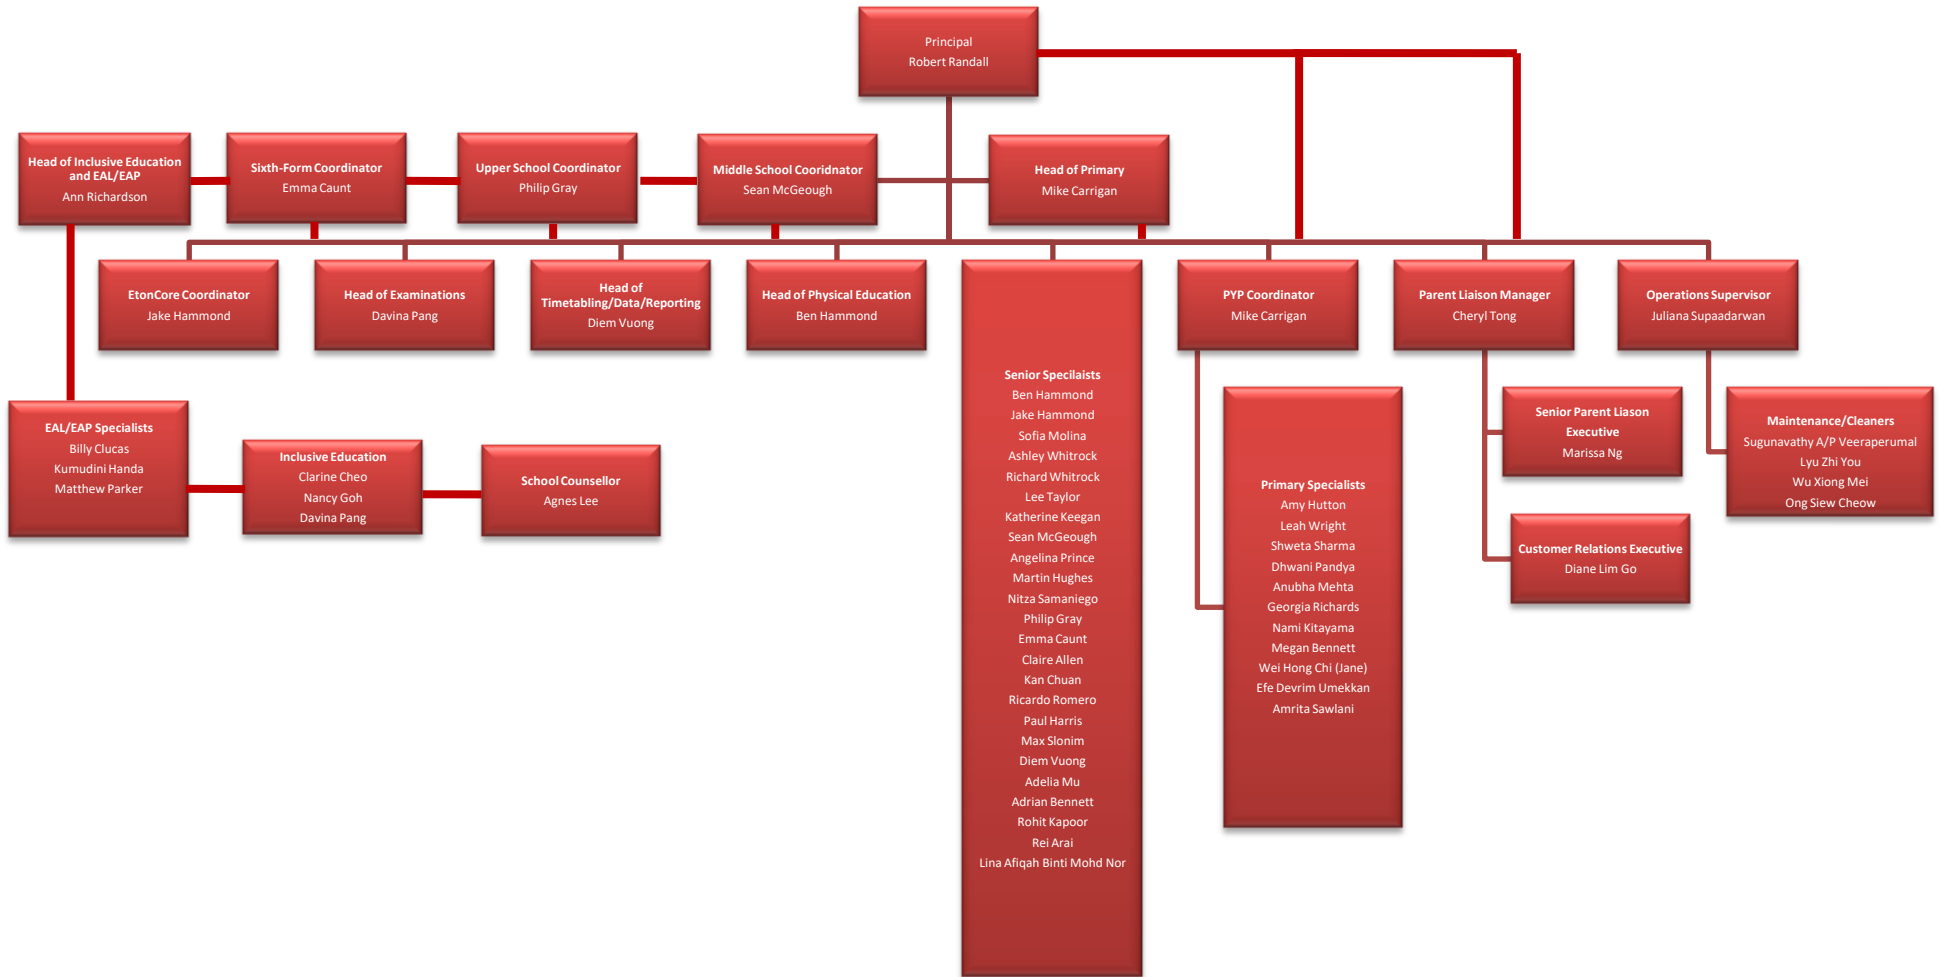 Principal
Robert Randall
Head of Inclusive Education
and EAL/EAP
Ann Richardson
Sixth-Form Coordinator
Emma Caunt
Upper School Coordinator
Philip Gray
Middle School Cooridnator
Sean McGeough
Head of Primary
Mike Carrigan
EtonCore Coordinator
Jake Hammond
Head of Examinations
Davina Pang
Head of
Timetabling/Data/Reporting
Diem Vuong
Head of Physical Education
Ben Hammond
Senior Specilaists
Ben Hammond
Jake Hammond
Sofia Molina
Ashley Whitrock
Richard Whitrock
Lee Taylor
Katherine Keegan
Sean McGeough
Angelina Prince
Martin Hughes
Nitza Samaniego
Philip Gray
Emma Caunt
Claire Allen
Kan Chuan
Ricardo Romero
Paul Harris
Max Slonim
Diem Vuong
Adelia Mu
Adrian Bennett
Rohit Kapoor
Rei Arai
Lina Afiqah Binti Mohd Nor
PYP Coordinator
Mike Carrigan
Primary Specialists
Amy Hutton
Leah Wright
Shweta Sharma
Dhwani Pandya
Anubha Mehta
Georgia Richards
Nami Kitayama
Megan Bennett
Wei Hong Chi (Jane)
Efe Devrim Umekkan
Amrita Sawlani
Parent Liaison Manager
Cheryl Tong
Senior Parent Liason
Executive
Marissa Ng
Customer Relations Executive
Diane Lim Go
Operations Supervisor
Juliana Supaadarwan
Maintenance/Cleaners
Sugunavathy A/P Veeraperumal
Lyu Zhi You
Wu Xiong Mei
Ong Siew Cheow
EAL/EAP Specialists
Billy Clucas
Kumudini Handa
Matthew Parker
Inclusive Education
Clarine Cheo
Nancy Goh
Davina Pang
School Counsellor
Agnes Lee